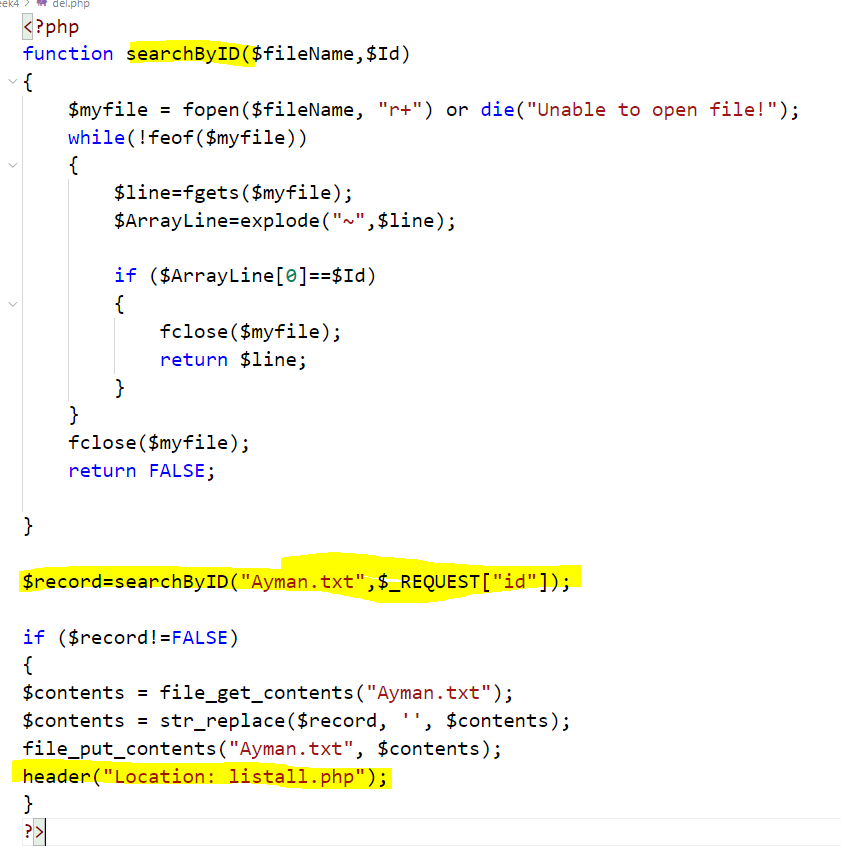 eek4 > del.php
<?php
function searchByID($fileName,$Id)
{
$myfile = fopen($fileName, "r+") or die("Unable to open file!");
while(!feof($myfile))
{
$line=fgets($myfile);
$ArrayLine=explode("~",$line);
if ($ArrayLine[0]==$Id)
{
fclose($myfile);
return $line;
}
}
fclose($myfile);
return FALSE;
}
$record=searchByID("Ayman.txt",$_REQUEST["id"]);
if ($record!=FALSE)
{
$contents = file_get_contents("Ayman.txt");
$contents = str_replace($record, '', $contents);
file_put_contents("Ayman.txt", $contents);
header("Location: listall.php");
}
?>